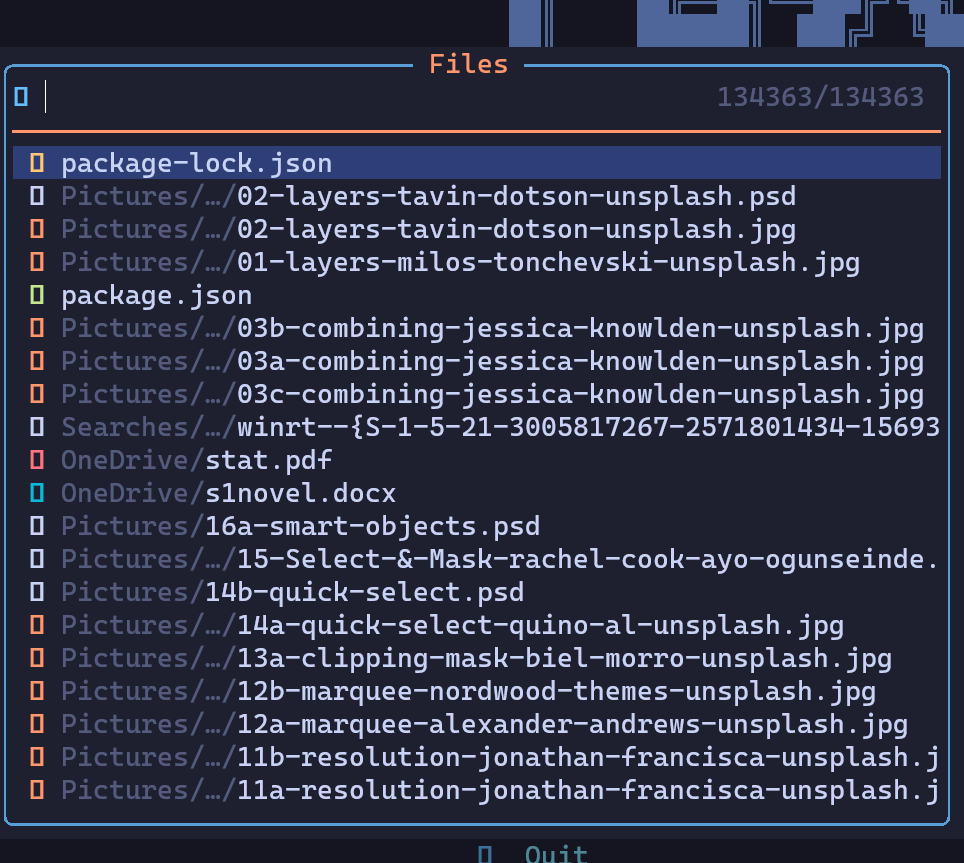 Files
134363/134363
package-lock.json
Pictures/…/02-layers-tavin-dotson-unsplash.psd
Pictures/…/02-layers-tavin-dotson-unsplash.jpg
Pictures/…/01-layers-milos-tonchevski-unsplash.jpg
package.json
Pictures/…/03b-combining-jessica-knowlden-unsplash.jpg
Pictures/…/03a-combining-jessica-knowlden-unsplash.jpg
Pictures/…/03c-combining-jessica-knowlden-unsplash.jpg
Searches/…/winrt--{S-1-5-21-3005817267-2571801434-15693
OneDrive/stat.pdf
OneDrive/s1novel.docx
Pictures/16a-smart-objects.psd
Pictures/…/15-Select-&-Mask-rachel-cook-ayo-ogunseinde.
Pictures/14b-quick-select.psd
Pictures/…/14a-quick-select-quino-al-unsplash.jpg
Pictures/…/13a-clipping-mask-biel-morro-unsplash.jpg
Pictures/…/12b-marquee-nordwood-themes-unsplash.jpg
Pictures/…/12a-marquee-alexander-andrews-unsplash.jpg
Pictures/…/11b-resolution-jonathan-francisca-unsplash.j
Pictures/…/11a-resolution-jonathan-francisca-unsplash.j
Quit